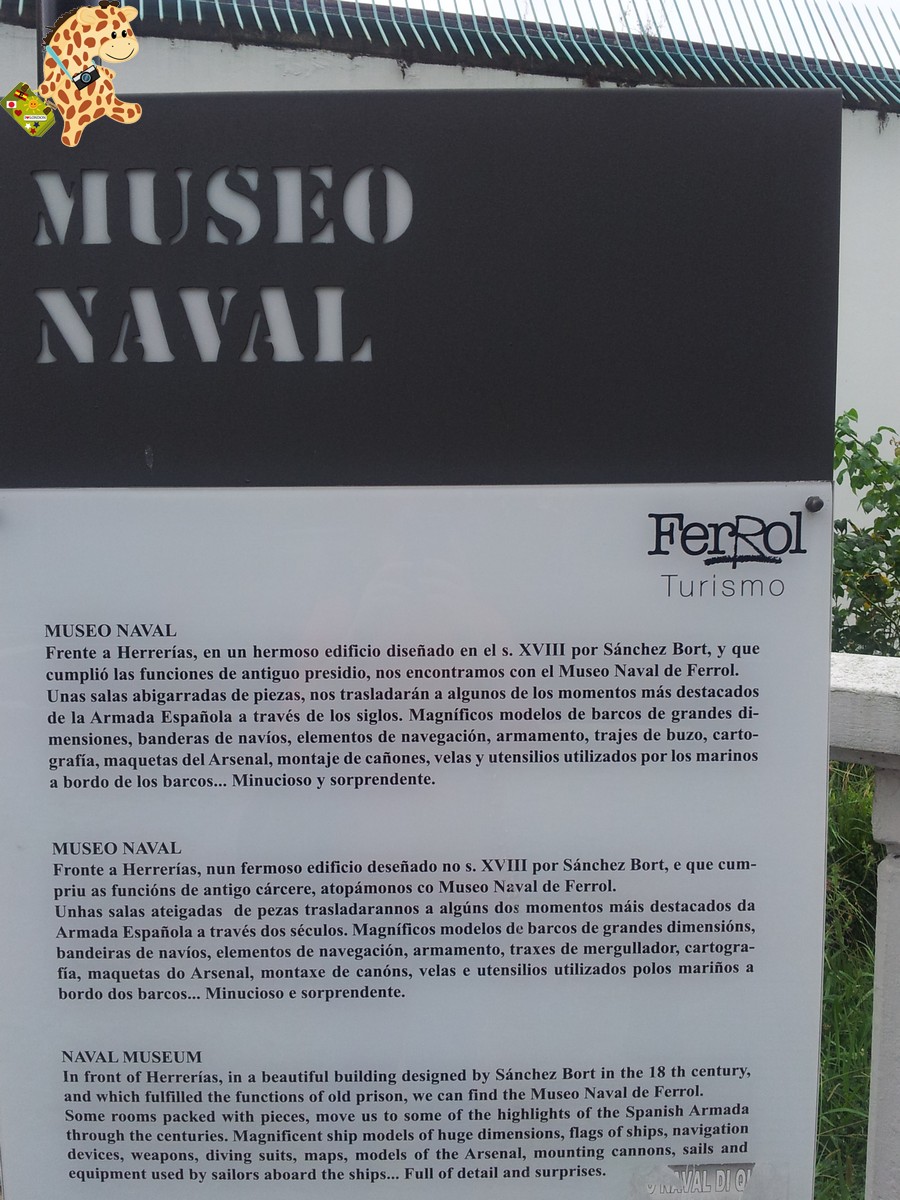 MUSEO
NAVAL
FerRol
Turismo
MUSEO NAVAL
Frente a Herrerías, en un hermoso edificio diseñado en el s. XVIII por Sánchez Bort, y que
cumplió las funciones de antiguo presidio, nos encontramos con el Museo Naval de Ferrol.
Unas salas abigarradas de piezas, nos trasladarán a algunos de los momentos más destacados
de la Armada Española a través de los siglos. Magníficos modelos de barcos de grandes di-
mensiones, banderas de navíos, elementos de navegación, armamento, trajes de buzo, carto-
grafía, maquetas del Arsenal, montaje de cañones, velas y utensilios utilizados por los marinos
a bordo de los barcos... Minucioso y sorprendente.
MUSEO NAVAL
Fronte a Herrerías, nun fermoso edificio deseñado no s. XVIII por Sánchez Bort, e que cum-
priu as funcións de antigo cárcere, atopámonos co Museo Naval de Ferrol.
Unhas salas ateigadas de pezas trasladarannos a algúns dos momentos máis destacados da
Armada Española a través dos séculos. Magníficos modelos de barcos de grandes dimensións,
bandeiras de navíos, elementos de navegación, armamento, traxes de mergullador, cartogra-
fía, maquetas do Arsenal, montaxe de canóns, velas e utensilios utilizados polos mariños a
bordo dos barcos... Minucioso e sorprendente.
NAVAL MUSEUM
In front of Herrerías, in a beautiful building designed by Sánchez Bort in the 18 th century,
and which fulfilled the functions of old prison, we can find the Museo Naval de Ferrol.
Some rooms packed with pieces, move us to some of the highlights of the Spanish Armada
through the centuries. Magnificent ship models of huge dimensions, flags of ships, navigation
devices, weapons, diving suits, maps, models of the Arsenal, mounting cannons, sails and
equipment used by sailors aboard the ships... Full of detail and surprises.
NAVAL DI